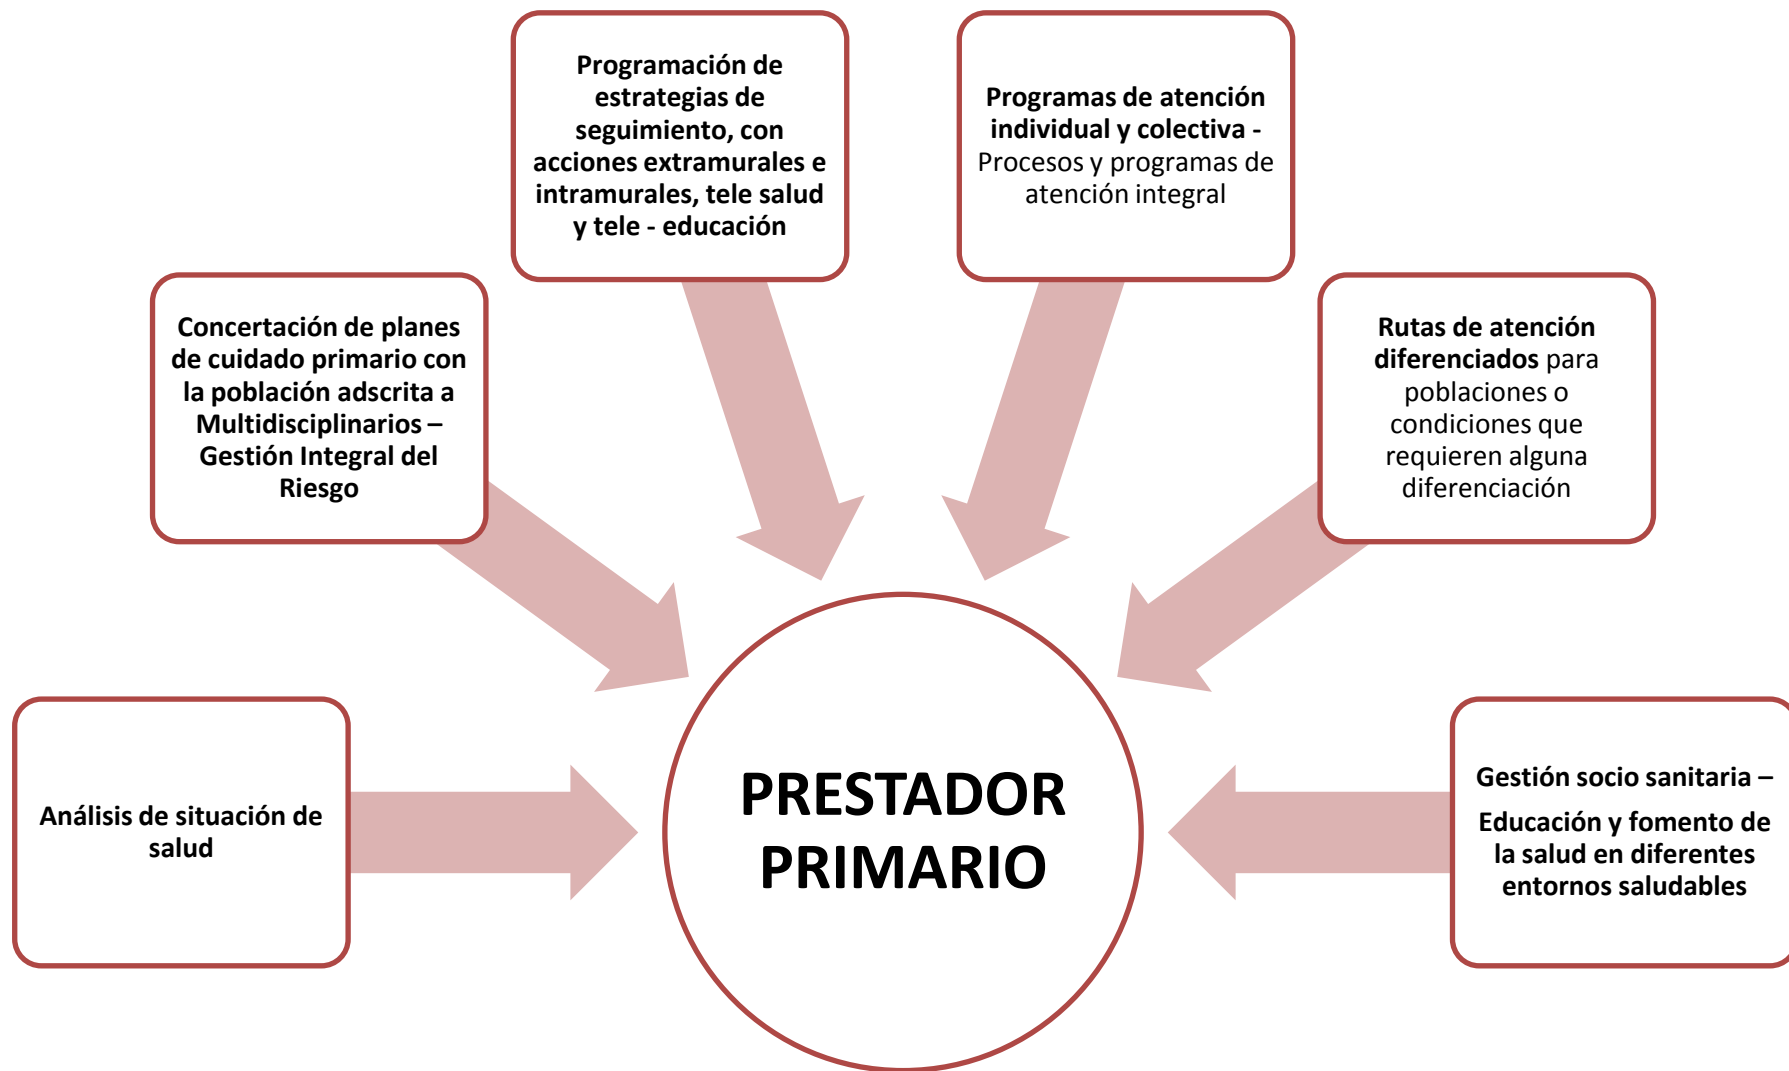 Programación de
estrategias de
seguimiento, con
acciones extramurales e
intramurales, tele salud
y tele - educación
Programas de atención
individual y colectiva -
Procesos y programas de
atención integral
Concertación de planes
de cuidado primario con
la población adscrita a
Multidisciplinarios –
Gestión Integral del
Riesgo
Rutas de atención
diferenciados para
poblaciones o
condiciones que
requieren alguna
diferenciación
Análisis de situación de
salud
PRESTADOR
PRIMARIO
Gestión socio sanitaria –
Educación y fomento de
la salud en diferentes
entornos saludables